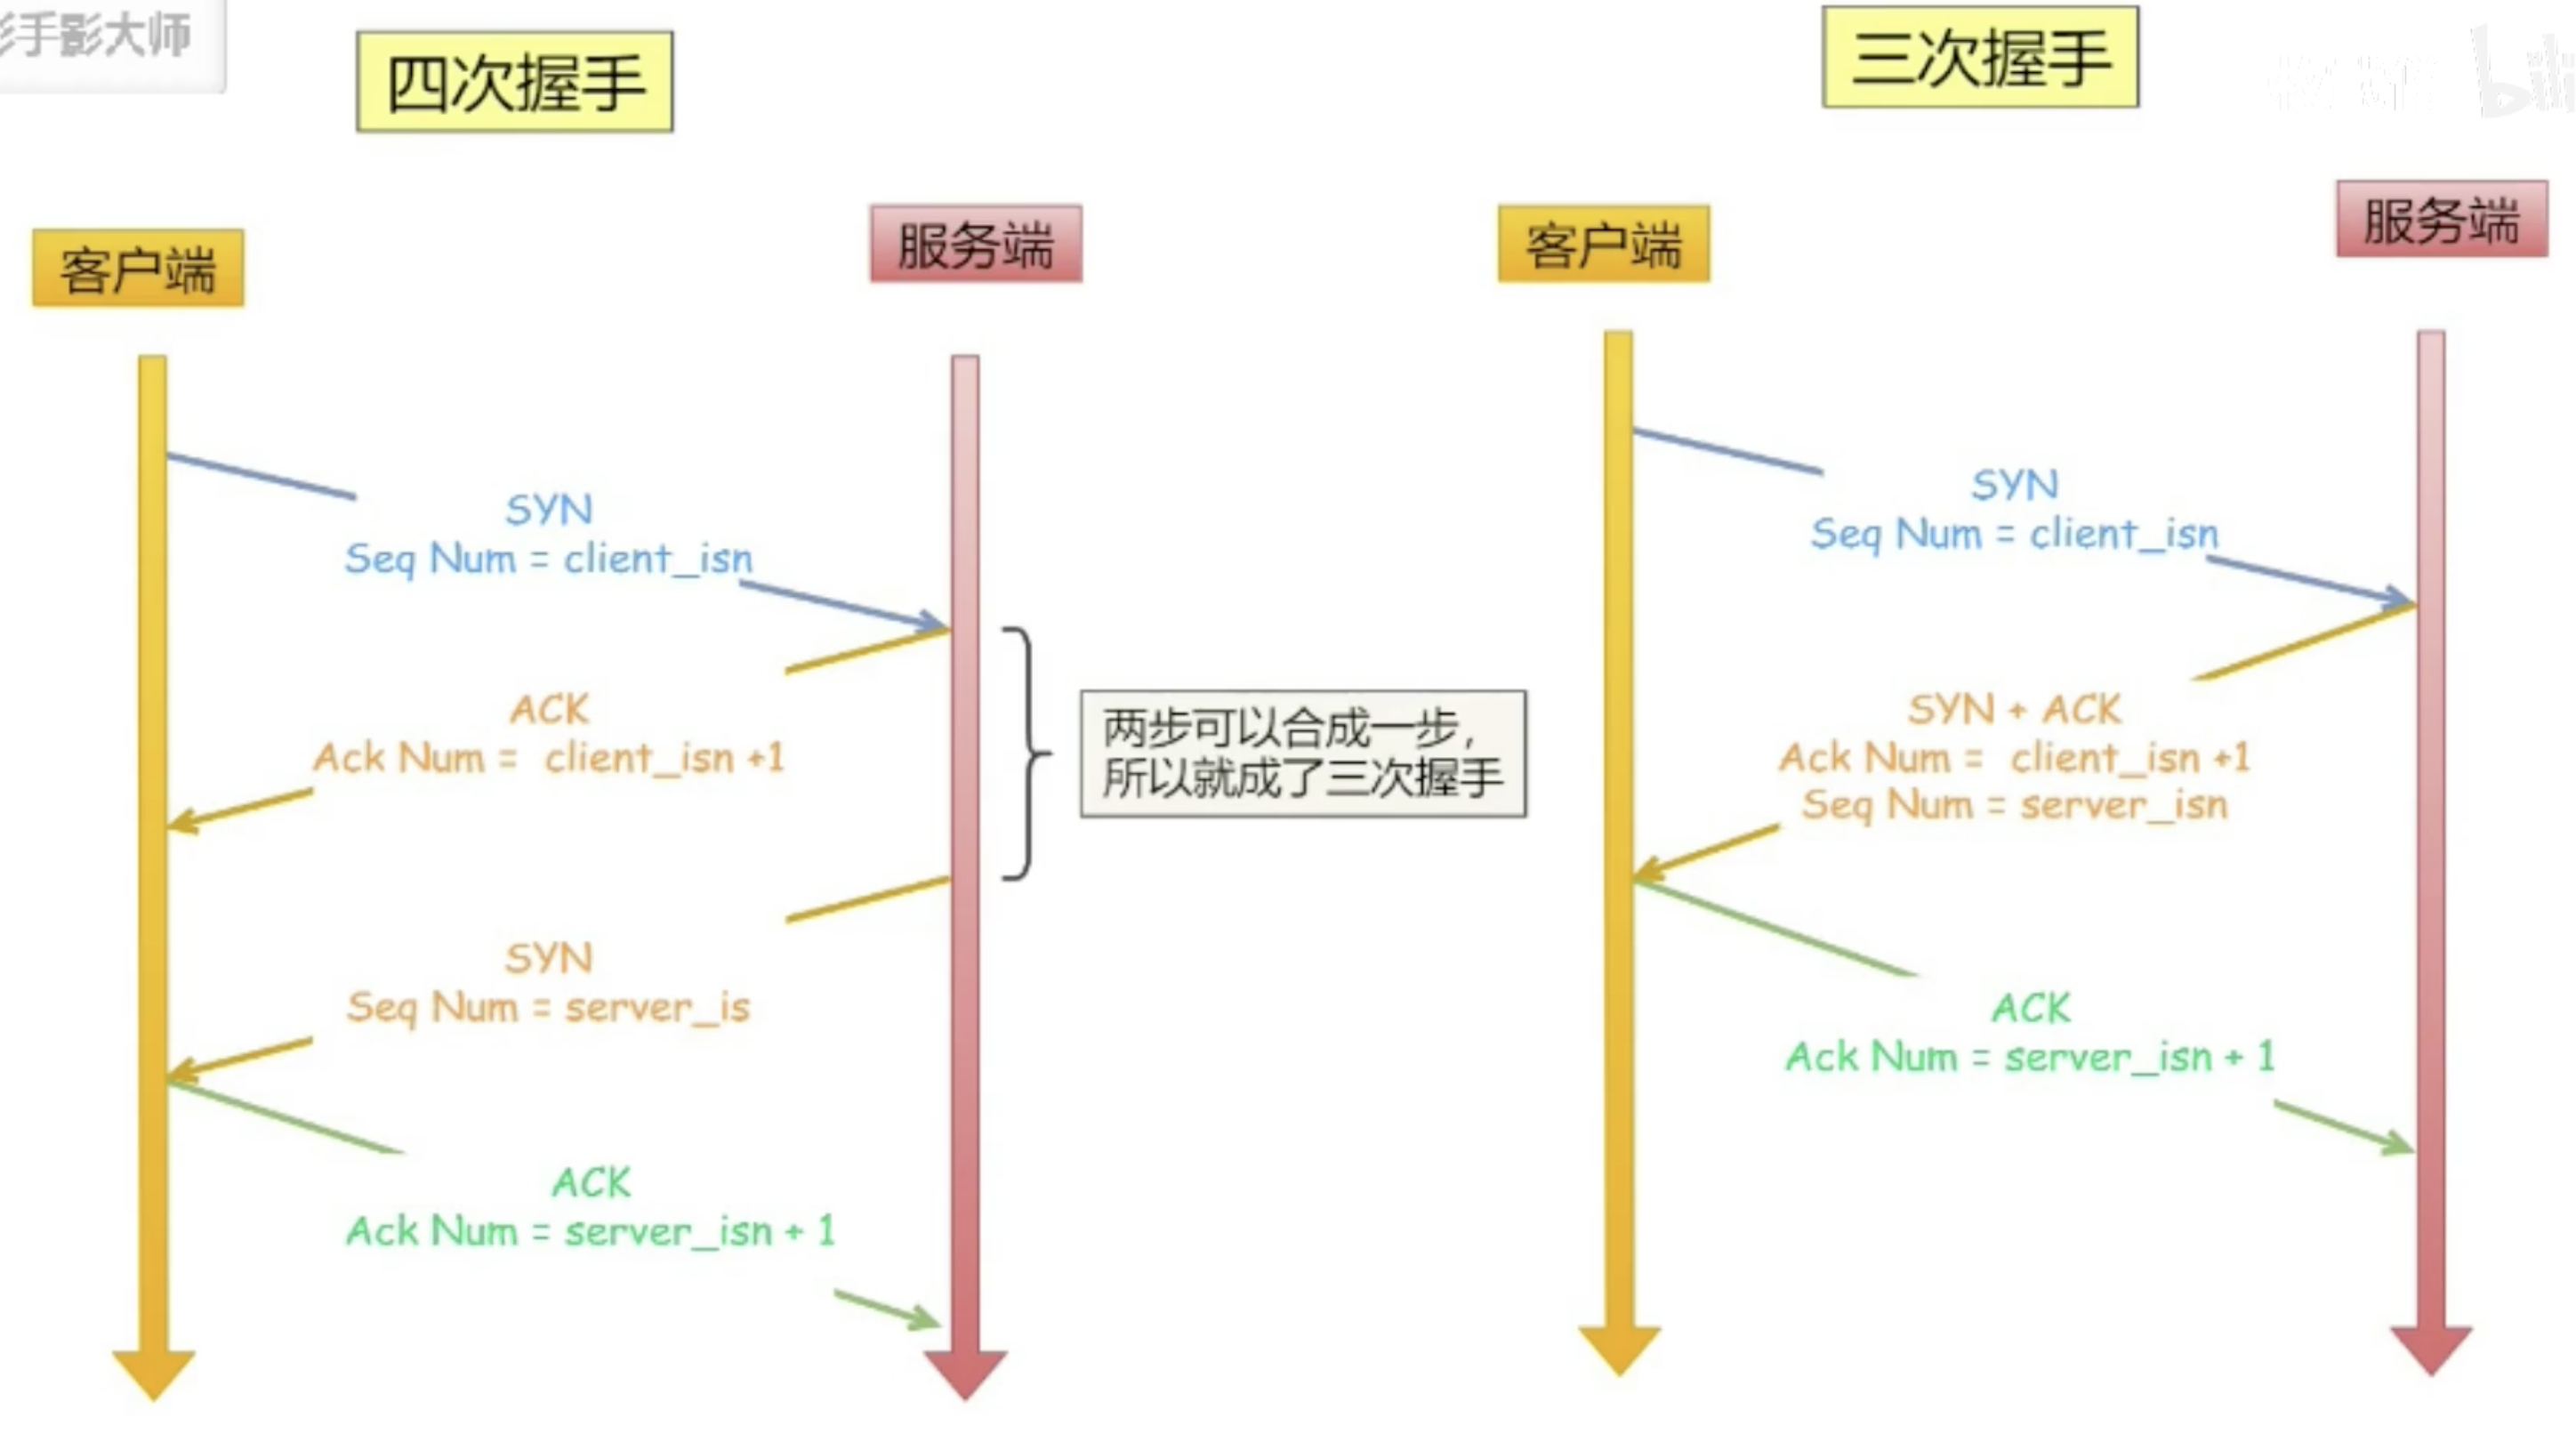 手影大师
四次握手
三次握手
客户端
服务端
客户端
服务端
SYN
Seq Num = client_isn
ACK
Ack Num = client_isn +1
SYN
Seq Num = server_is
ACK
Ack Num = server_isn + 1
两步可以合成一步，
所以就成了三次握手
SYN
Seq Num = client_isn
SYN + ACK
Ack Num = client_isn +1
Seq Num = server_isn
ACK
Ack Num = server_isn + 1